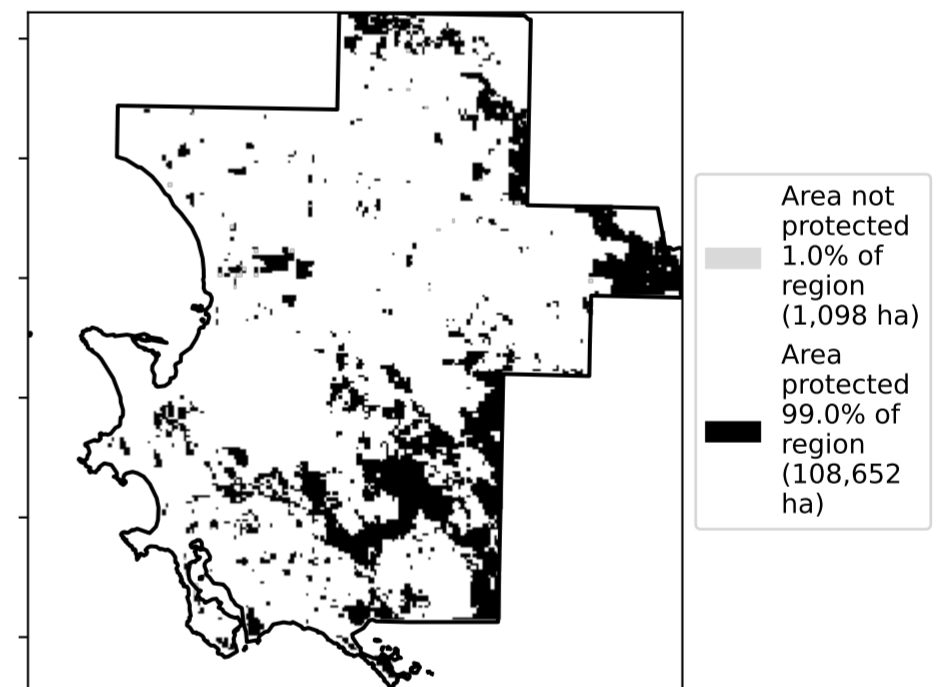 Area not
protected
1.0% of
region
(1,098 ha)
Area
protected
99.0% of
region
(108,652
ha)